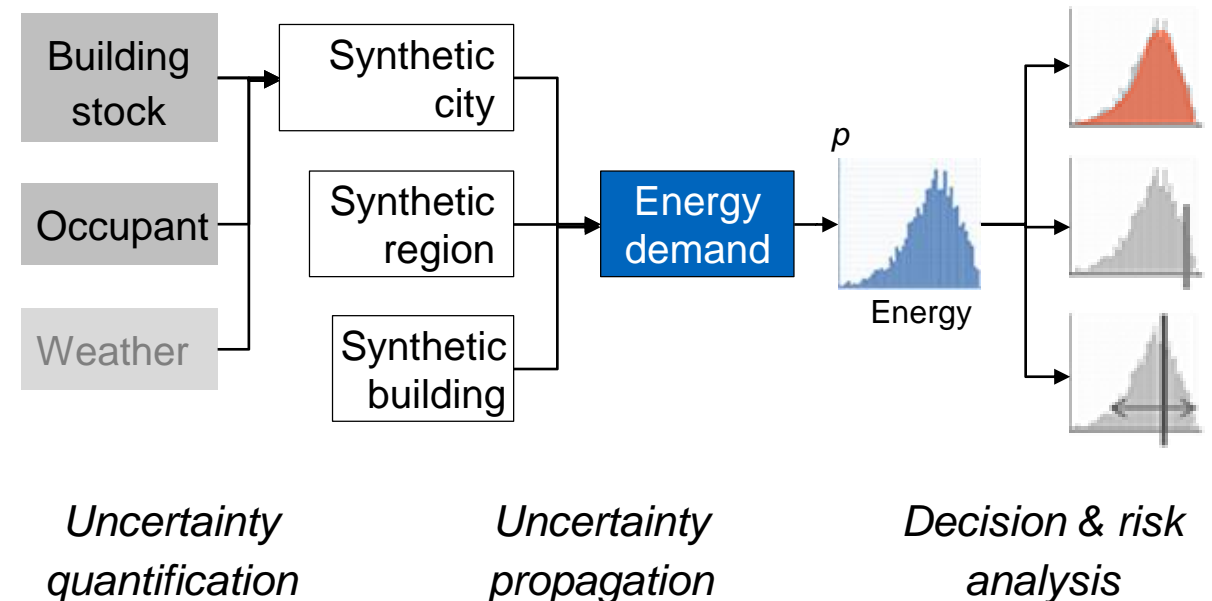 Building
stock
Occupant
Weather
Synthetic
city
Synthetic
region
Synthetic
building
Energy
demand
p
Energy
Uncertainty
quantification
Uncertainty
propagation
Decision & risk
analysis